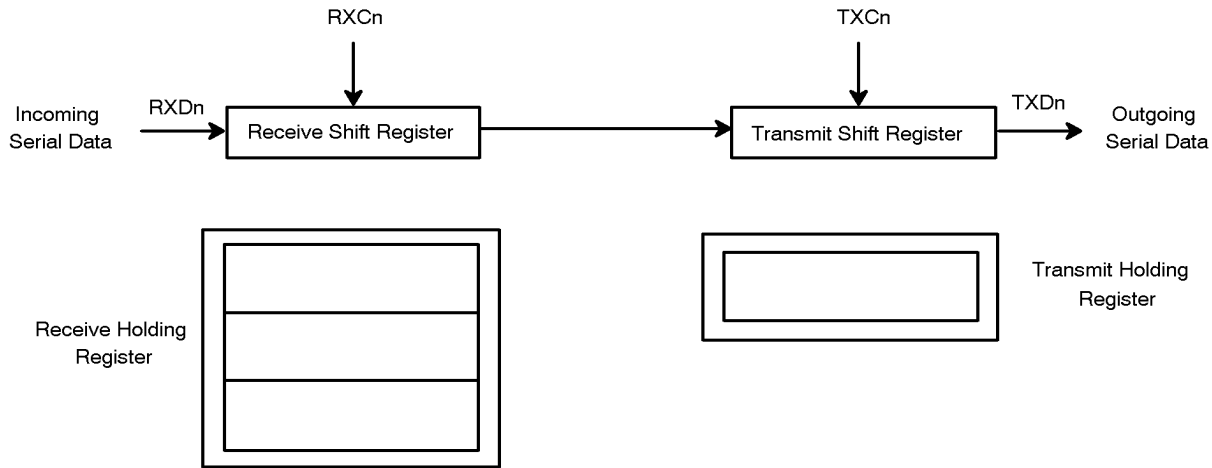 RXCn
TXCn
Incoming
Serial Data
RXDn
Receive Shift Register
Transmit Shift Register
TXDn
Outgoing
Serial Data
Receive Holding
Register
Transmit Holding
Register